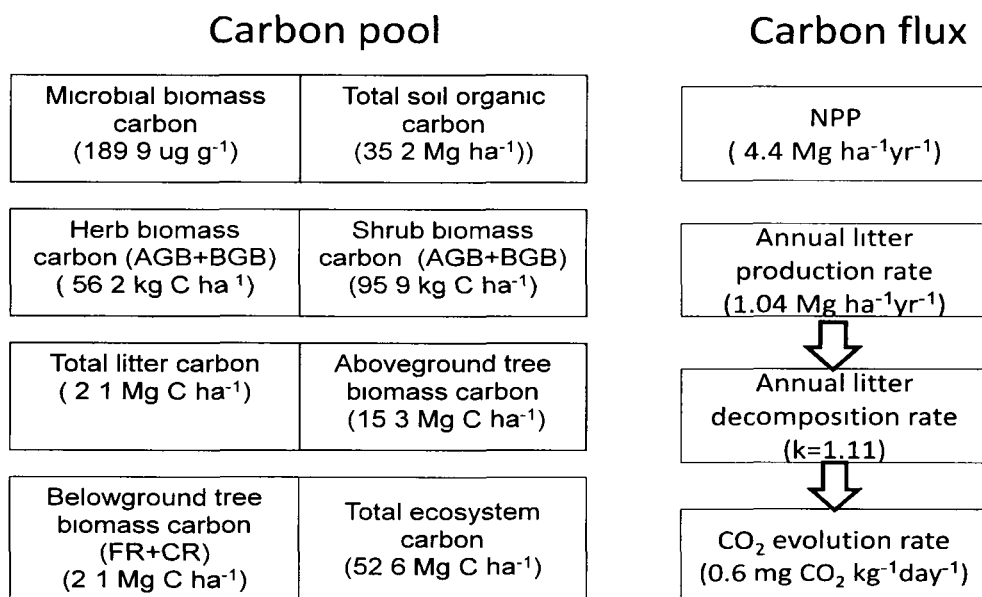 Carbon pool
Microbial biomass
carbon
(189 9 ug g⁻¹)
Total soil organic
carbon
(35 2 Mg ha⁻¹))
Herb biomass
carbon (AGB+BGB)
( 56 2 kg C ha ¹)
Shrub biomass
carbon (AGB+BGB)
(95 9 kg C ha⁻¹)
Total litter carbon
( 2 1 Mg C ha⁻¹)
Aboveground tree
biomass carbon
(15 3 Mg C ha⁻¹)
Belowground tree
biomass carbon
(FR+CR)
(2 1 Mg C ha⁻¹)
Total ecosystem
carbon
(52 6 Mg C ha⁻¹)
Carbon flux
NPP
( 4.4 Mg ha⁻¹yr⁻¹)
Annual litter
production rate
(1.04 Mg ha⁻¹yr⁻¹)
Annual litter
decomposition rate
(k=1.11)
CO₂ evolution rate
(0.6 mg CO₂ kg⁻¹day⁻¹)